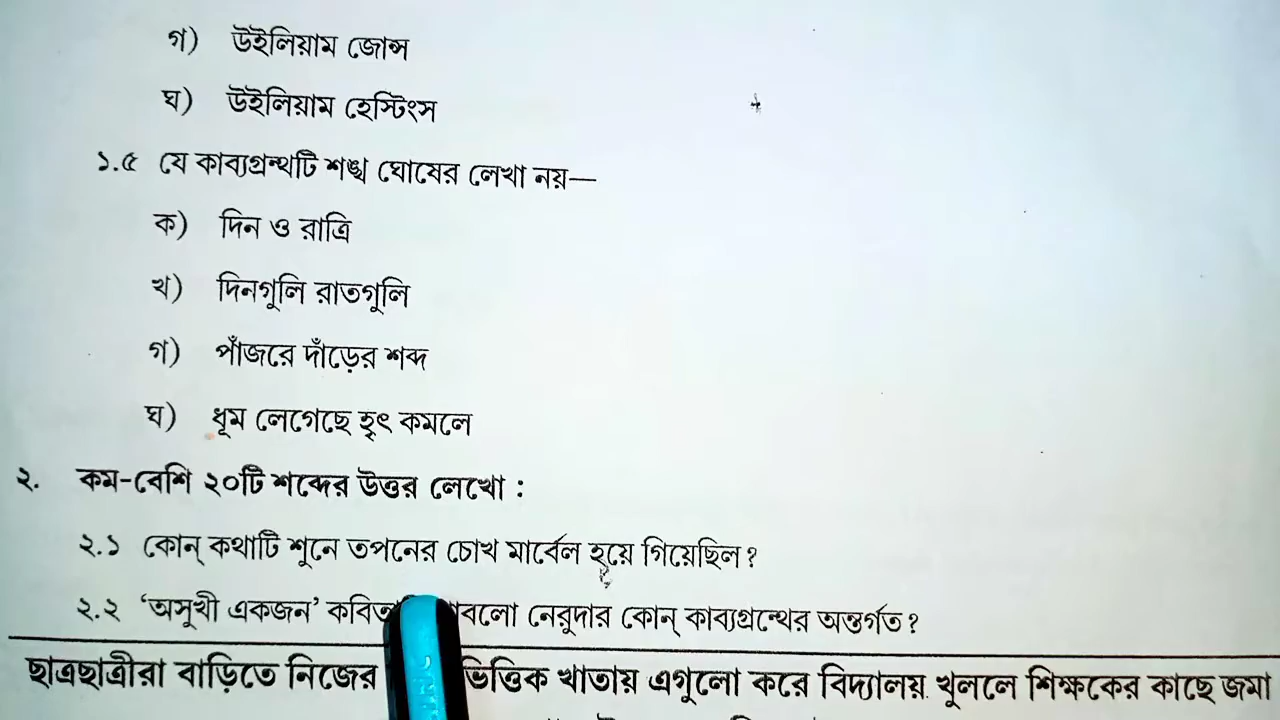 গ) উইলিয়াম জোন্স
ঘ) উইলিয়াম হেস্টিংস
১.৫ যে কাব্যগ্রন্থটি শঙ্খ ঘোষের লেখা নয়—
ক) দিন ও রাত্রি
খ) দিনগুলি রাতগুলি
গ) পাঁজরে দাঁড়ের শব্দ
ঘ) ধূম লেগেছে হৃৎ কমলে
২. কম-বেশি ২০টি শব্দের উত্তর লেখো :
২.১ কোন্ কথাটি শুনে তপনের চোখ মার্বেল হয়ে গিয়েছিল?
২.২ ‘অসুখী একজন’ নেরুদার কোন্ কাব্যগ্রন্থের অন্তর্গত?
ছাত্রছাত্রীরা বাড়িতে নিজের ভিত্তিক খাতায় এগুলো করে বিদ্যালয় খুললে শিক্ষকের কাছে জমা